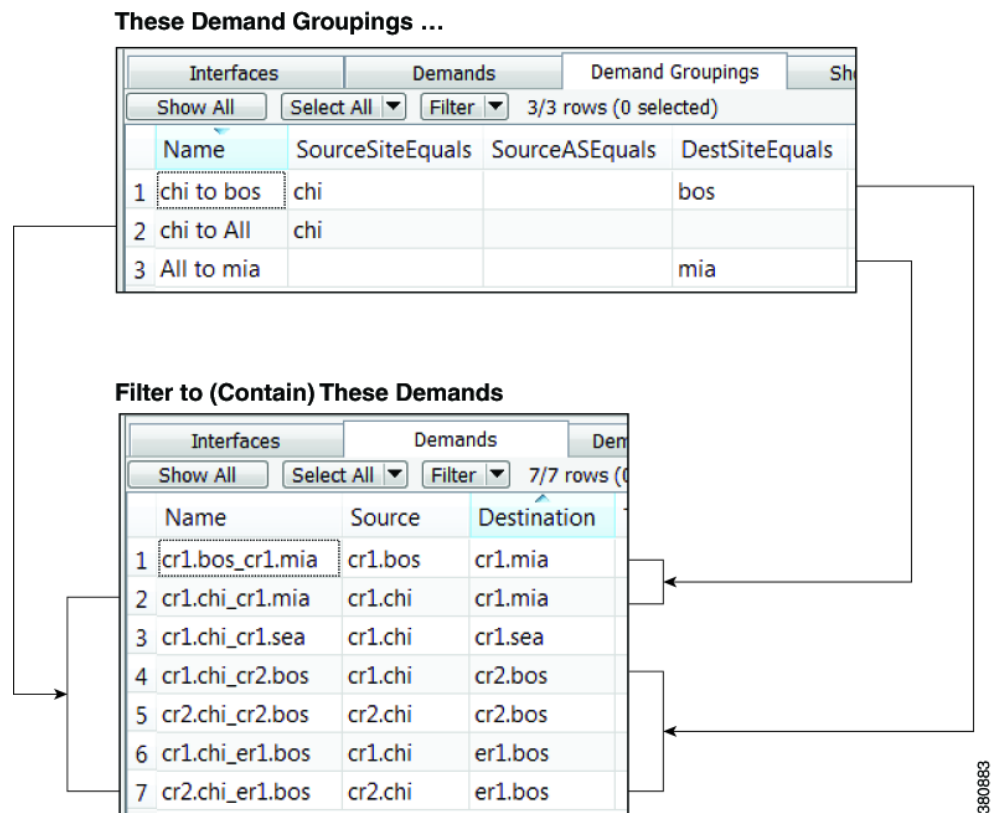 These Demand Groupings ...
Interfaces Demands Demand Groupings Sh
Show All Select All Filter 3/3 rows (0 selected)
Name SourceSiteEquals SourceASEquals DestSiteEquals
1 chi to bos chi bos
2 chi to All chi
3 All to mia mia
Filter to (Contain) These Demands
Interfaces Demands Dem
Show All Select All Filter 7/7 rows (0
Name Source Destination
1 cr1.bos_cr1.mia cr1.bos cr1.mia
2 cr1.chi_cr1.mia cr1.chi cr1.mia
3 cr1.chi_cr1.sea cr1.chi cr1.sea
4 cr1.chi_cr2.bos cr1.chi cr2.bos
5 cr2.chi_cr2.bos cr2.chi cr2.bos
6 cr1.chi_er1.bos cr1.chi er1.bos
7 cr2.chi_er1.bos cr2.chi er1.bos
380883